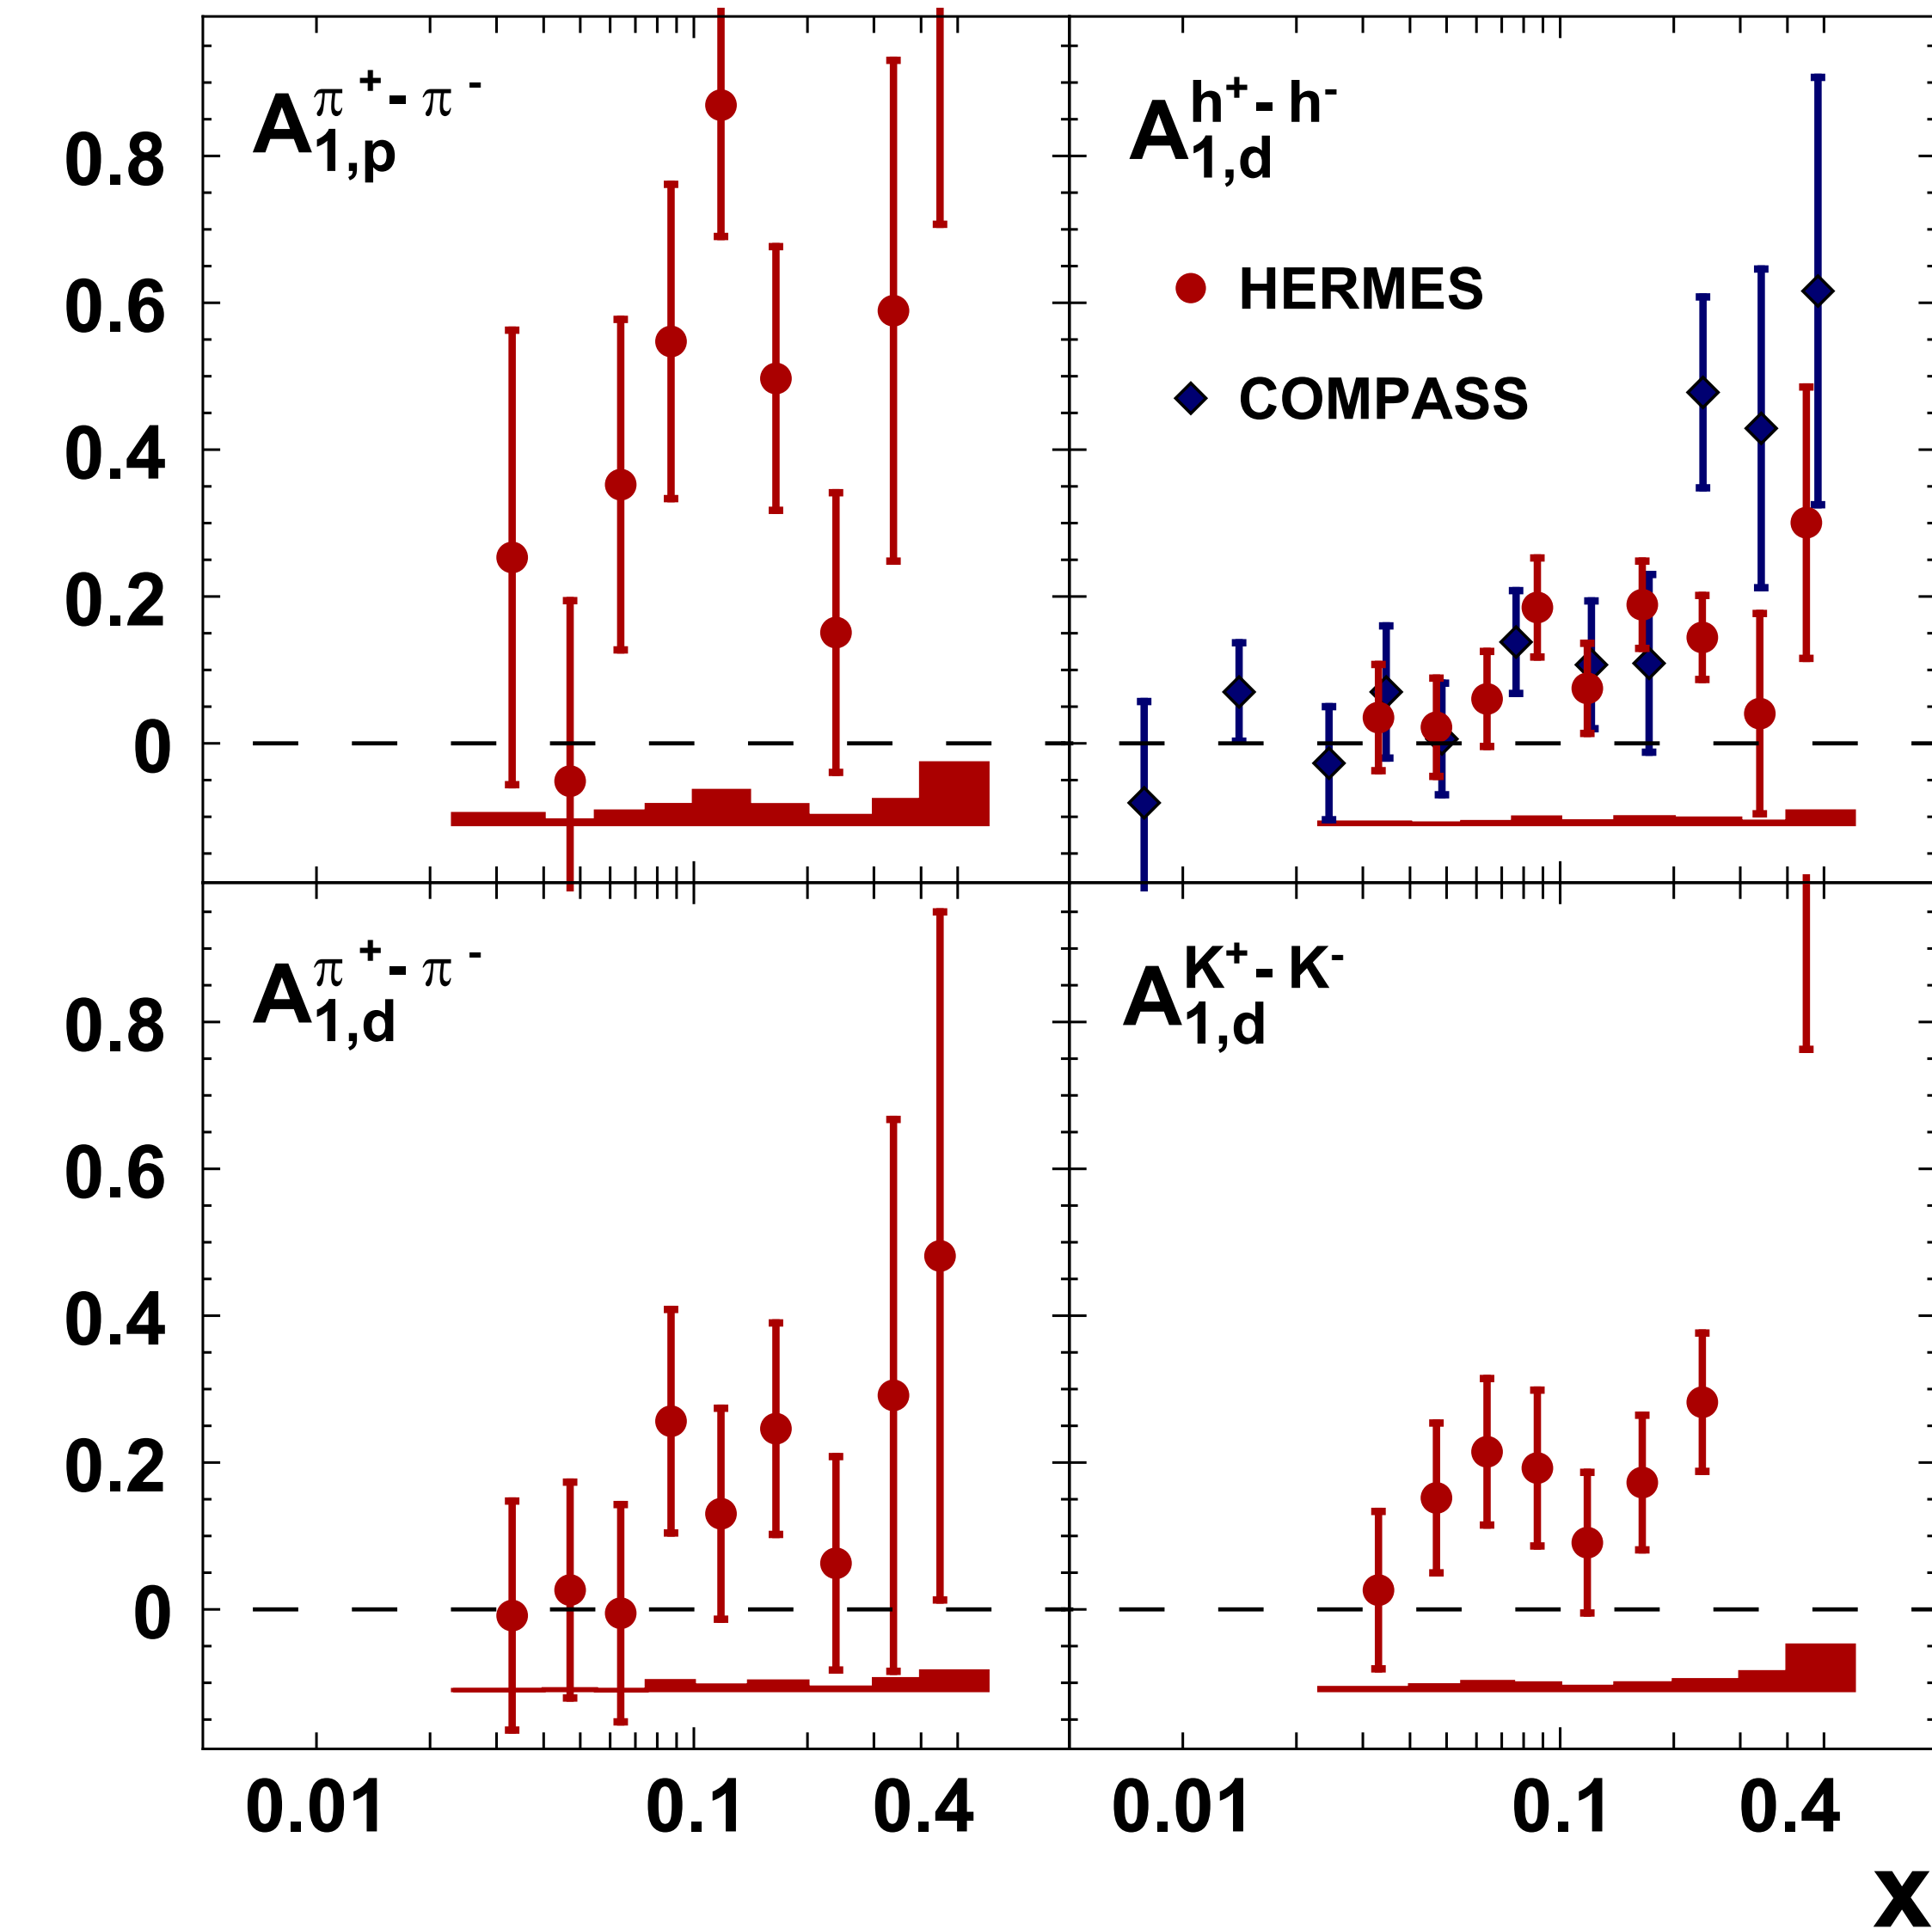 A1,p π+ - π-
A1,d h+ - h-
HERMES
COMPASS
0.8
0.6
0.4
0.2
0
A1,d π+ - π-
A1,d K+ - K-
0.8
0.6
0.4
0.2
0
0.01 0.1 0.4 0.01 0.1 0.4
x